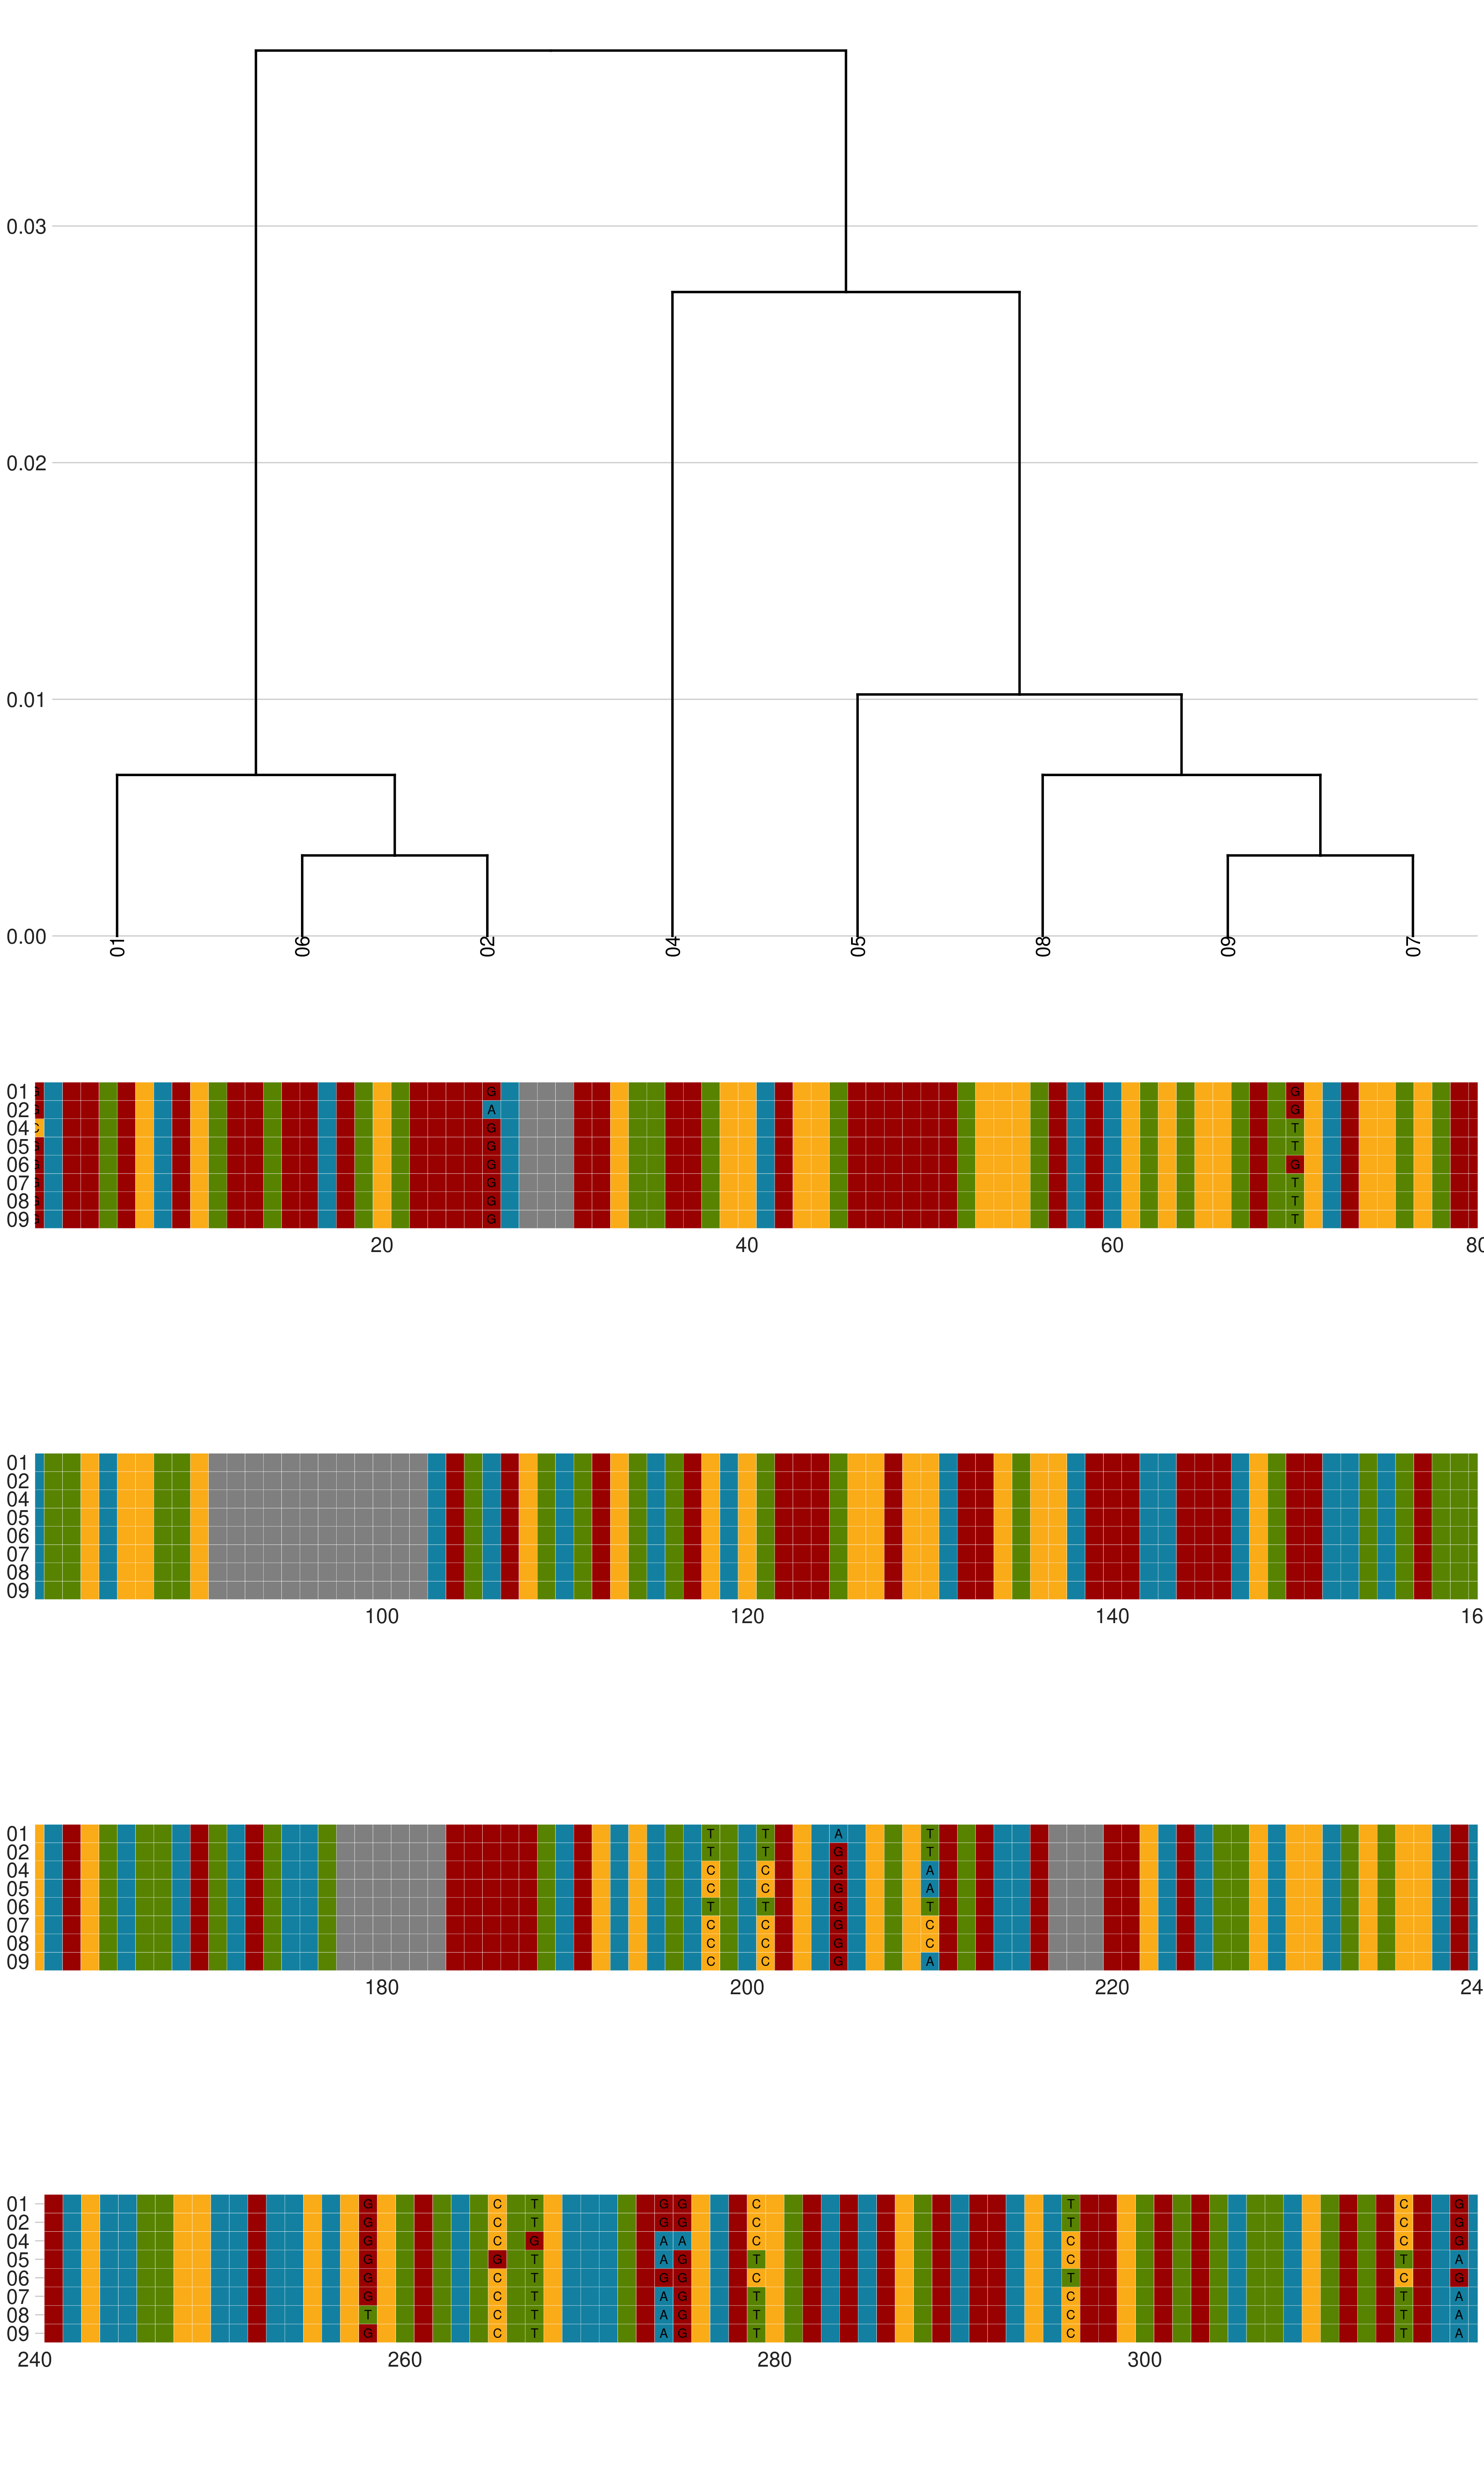 0.03
0.02
0.01
0.00
01 06 02 04 05 08 09 07
01 G G
02 A G
04 C G T
05 G T
06 G G
07 G T
08 G T
09 G T
20 40 60 80
01
02
04
05
06
07
08
09
100 120 140 16
01 T T A T
02 T T G T
04 C C G A
05 C C G A
06 T T G T
07 C C G C
08 C C G C
09 C C G A
180 200 220 24
01 G C T G G C T C G
02 G C T G G C T C G
04 G C G A A C C C G
05 G G T A G T C T A
06 G C T G G C T C G
07 G C T A G T C T A
08 T C T A G T C T A
09 G C T A G T C T A
240 260 280 300